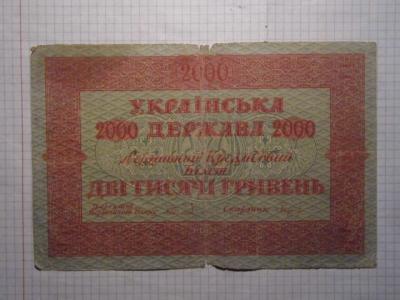 2000
УКРАЇНСЬКА
2000 ДЕРЖАВА 2000
Державний Кредитовий
Білет
ДВІ ТИСЯЧІ ГРИВЕНЬ